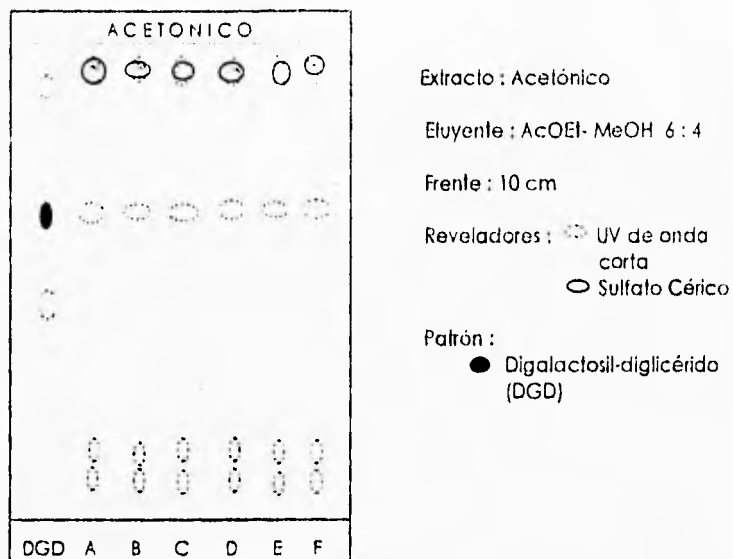 ACETONICO
Extracto : Acetónico
Eluyente : AcOEt- MeOH 6 : 4
Frente : 10 cm
Reveladores : UV de onda
corta
Sulfato Cérico
Patrón :
Digalactosil-diglicérido
(DGD)
DGD A B C D E F